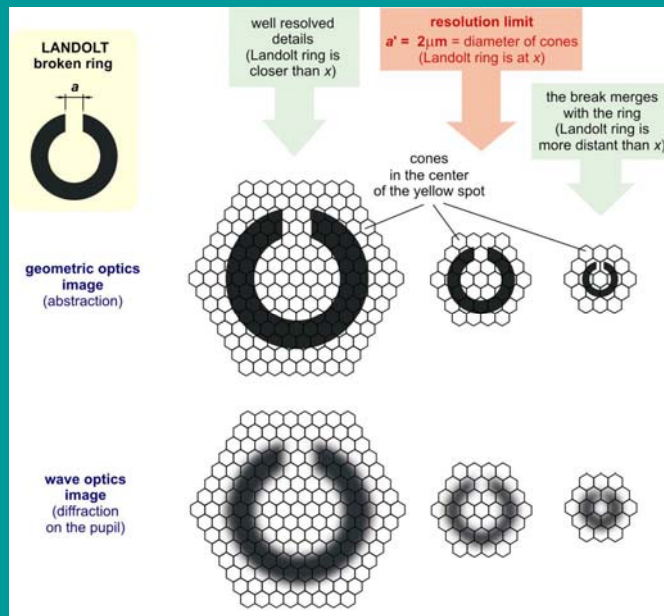 LANDOLT
broken ring
a
well resolved
details
(Landolt ring is
closer than x)
resolution limit
a' = 2μm = diameter of cones
(Landolt ring is at x)
the break merges
with the ring
(Landolt ring is
more distant than x)
cones
in the center
of the yellow spot
geometric optics
image
(abstraction)
wave optics
image
(diffraction
on the pupil)